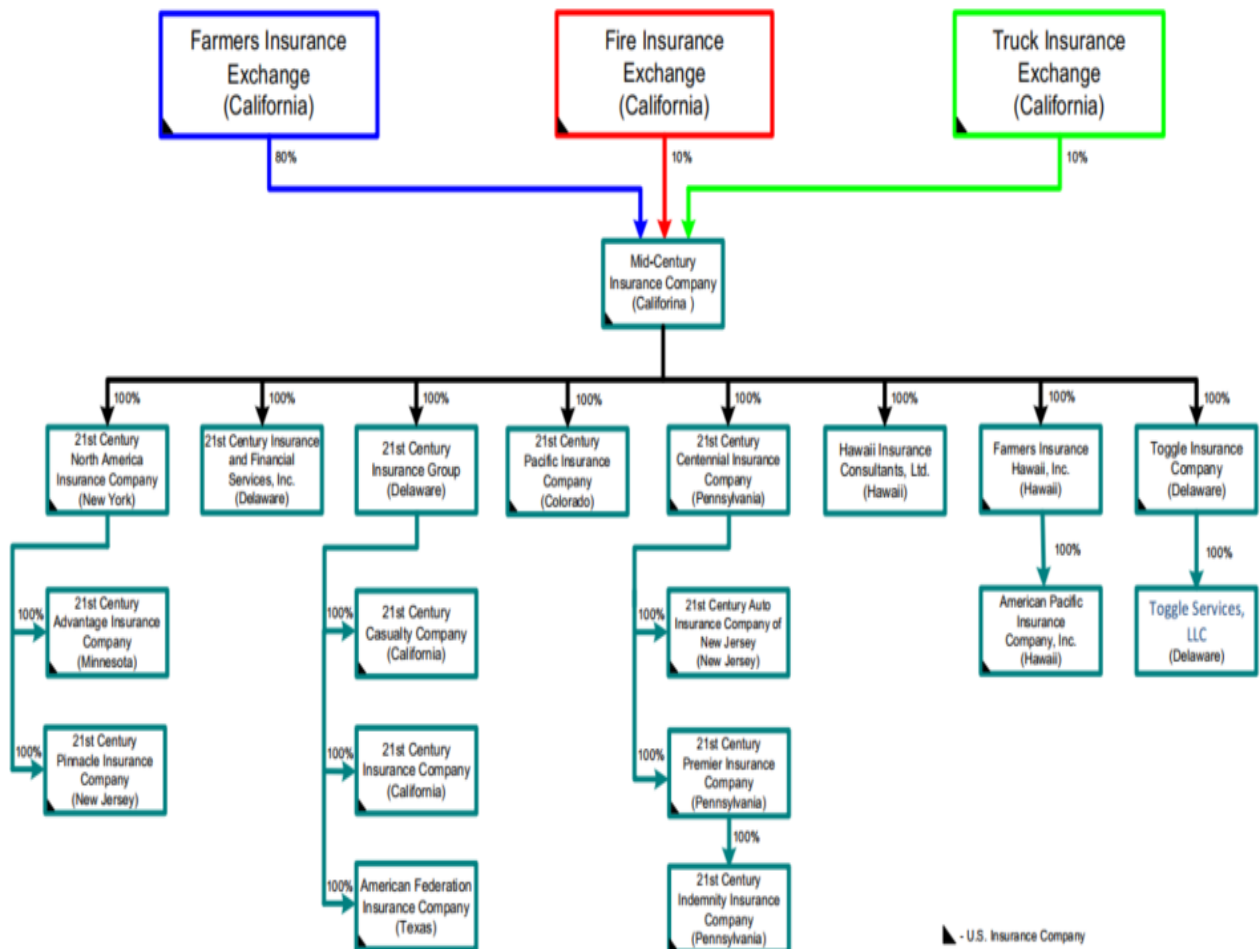 Farmers Insurance
Exchange
(California)
Fire Insurance
Exchange
(California)
Truck Insurance
Exchange
(California)
80%
10%
10%
Mid-Century
Insurance Company
(Califorina )
100%
100%
100%
100%
100%
100%
100%
100%
21st Century
North America
Insurance Company
(New York)
21st Century Insurance
and Financial
Services, Inc.
(Delaware)
21st Century
Insurance Group
(Delaware)
21st Century
Pacific Insurance
Company
(Colorado)
21st Century
Centennial Insurance
Company
(Pennsylvania)
Hawaii Insurance
Consultants, Ltd.
(Hawaii)
Farmers Insurance
Hawaii, Inc.
(Hawaii)
Toggle Insurance
Company
(Delaware)
100%
21st Century
Advantage Insurance
Company
(Minnesota)
100%
21st Century
Casualty Company
(California)
100%
21st Century Auto
Insurance Company of
New Jersey
(New Jersey)
100%
American Pacific
Insurance
Company, Inc.
(Hawaii)
100%
Toggle Services,
LLC
(Delaware)
100%
21st Century
Pinnacle Insurance
Company
(New Jersey)
100%
21st Century
Insurance Company
(California)
100%
21st Century
Premier Insurance
Company
(Pennsylvania)
100%
100%
American Federation
Insurance Company
(Texas)
21st Century
Indemnity Insurance
Company
(Pennsylvania)
- U.S. Insurance Company